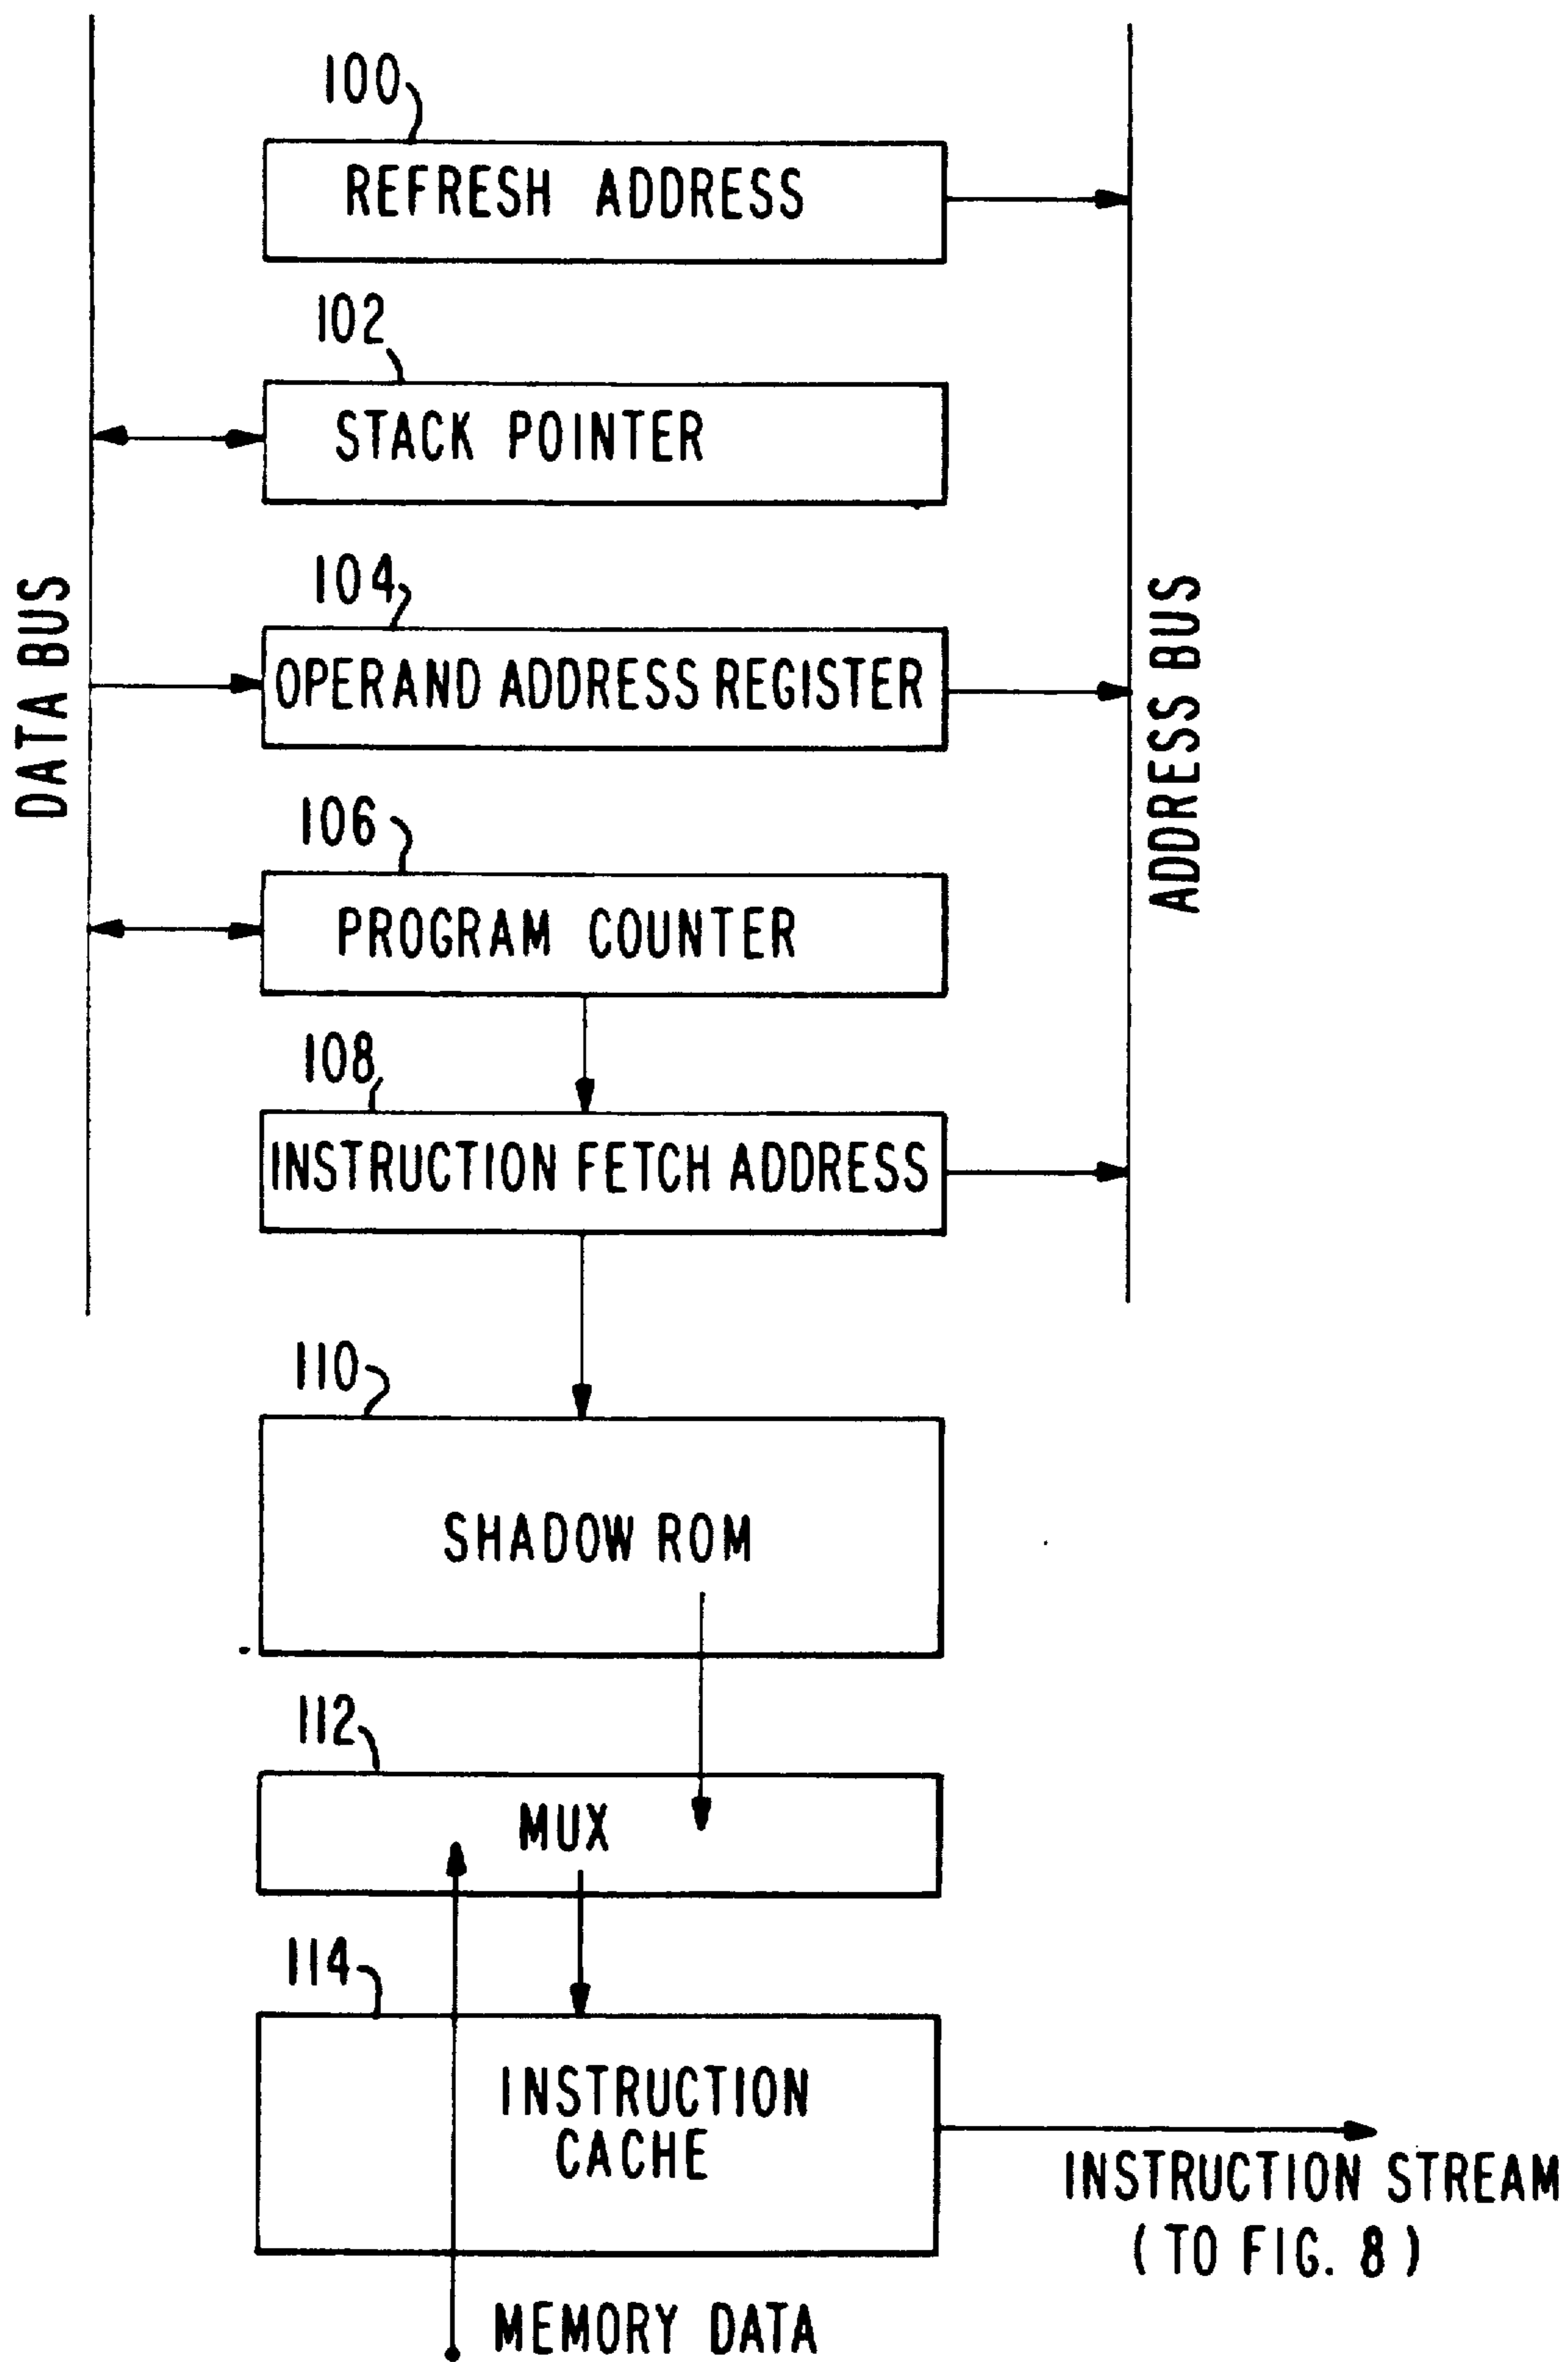 100
REFRESH ADDRESS
102
STACK POINTER
104
OPERAND ADDRESS REGISTER
DATA BUS
ADDRESS BUS
106
PROGRAM COUNTER
108
INSTRUCTION FETCH ADDRESS
110
SHADOW ROM
112
MUX
114
INSTRUCTION
CACHE
INSTRUCTION STREAM
(TO FIG. 8)
MEMORY DATA